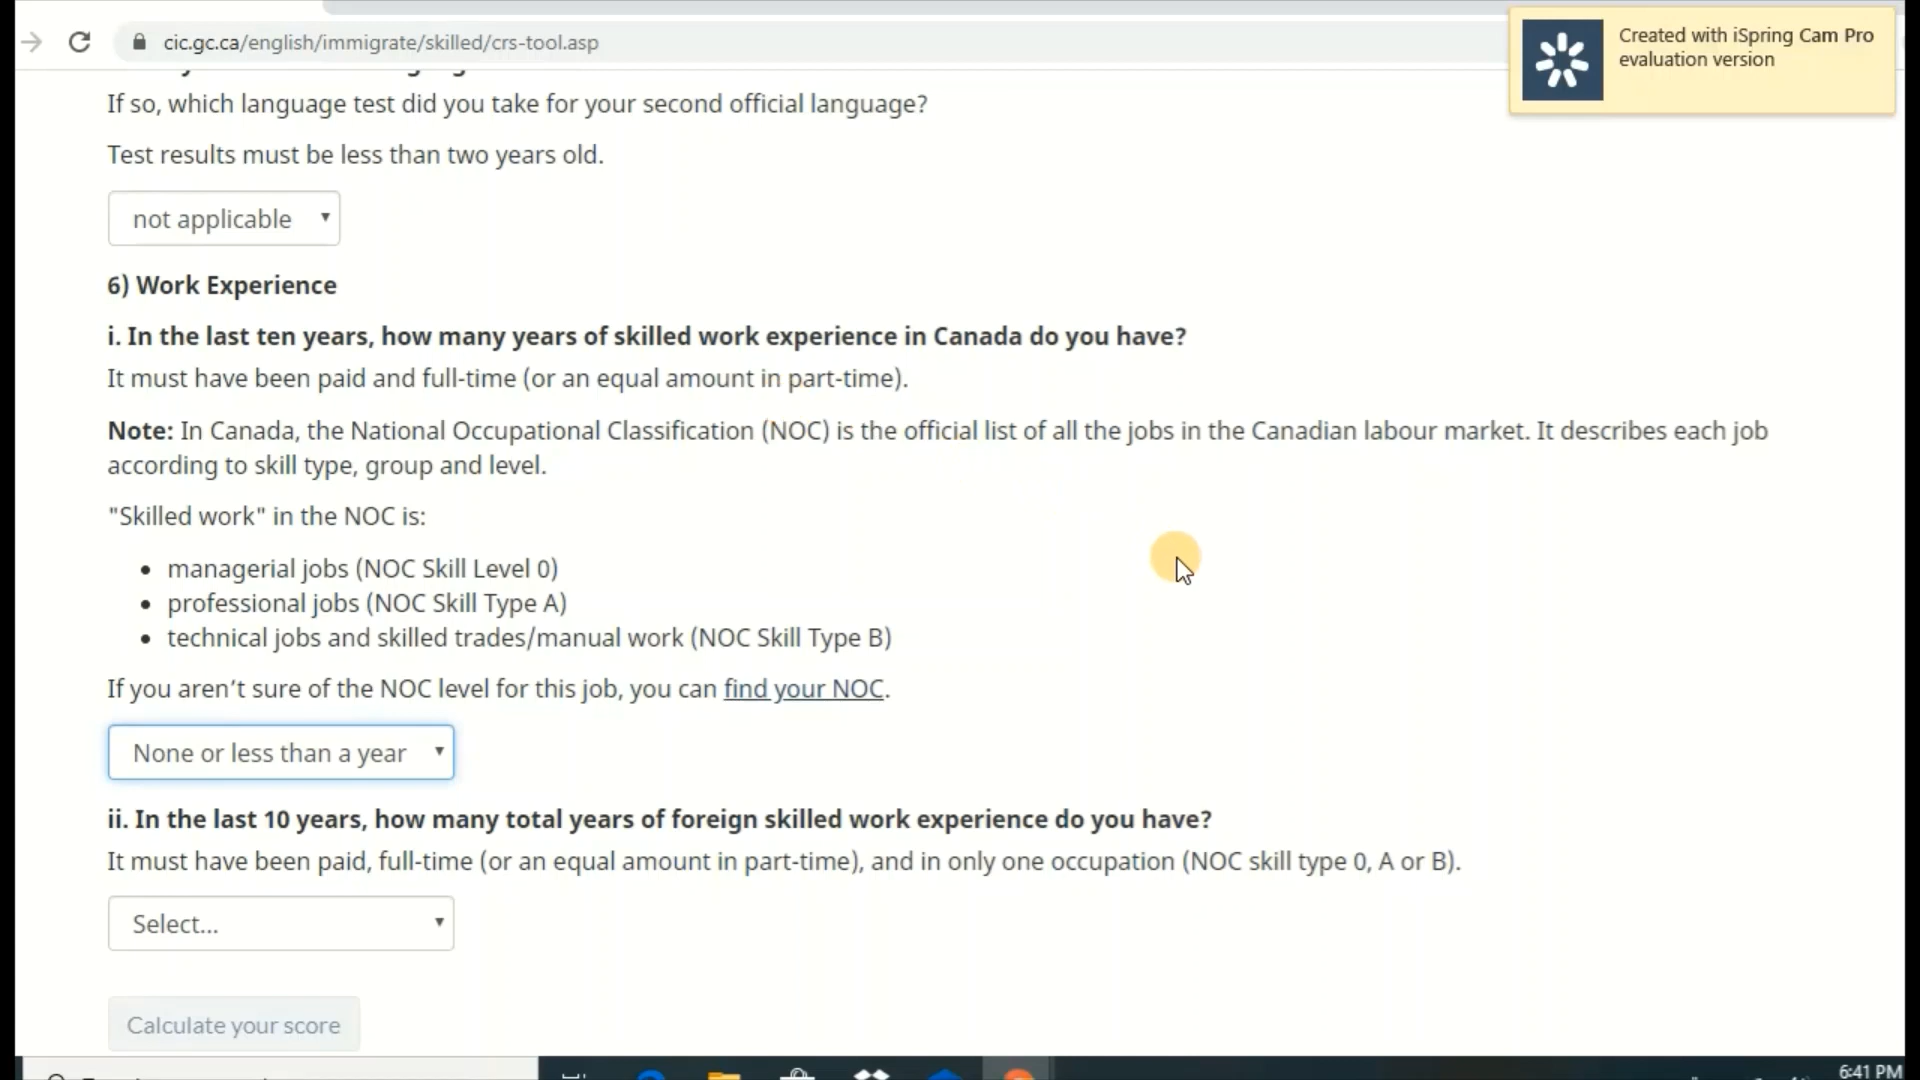 cic.gc.ca/english/immigrate/skilled/crs-tool.asp
Created with iSpring Cam Pro
evaluation version
If so, which language test did you take for your second official language?
Test results must be less than two years old.
not applicable
6) Work Experience
i. In the last ten years, how many years of skilled work experience in Canada do you have?
It must have been paid and full-time (or an equal amount in part-time).
Note: In Canada, the National Occupational Classification (NOC) is the official list of all the jobs in the Canadian labour market. It describes each job
according to skill type, group and level.
"Skilled work" in the NOC is:
• managerial jobs (NOC Skill Level 0)
• professional jobs (NOC Skill Type A)
• technical jobs and skilled trades/manual work (NOC Skill Type B)
If you aren’t sure of the NOC level for this job, you can find your NOC.
None or less than a year
ii. In the last 10 years, how many total years of foreign skilled work experience do you have?
It must have been paid, full-time (or an equal amount in part-time), and in only one occupation (NOC skill type 0, A or B).
Select...
Calculate your score
6:41 PM